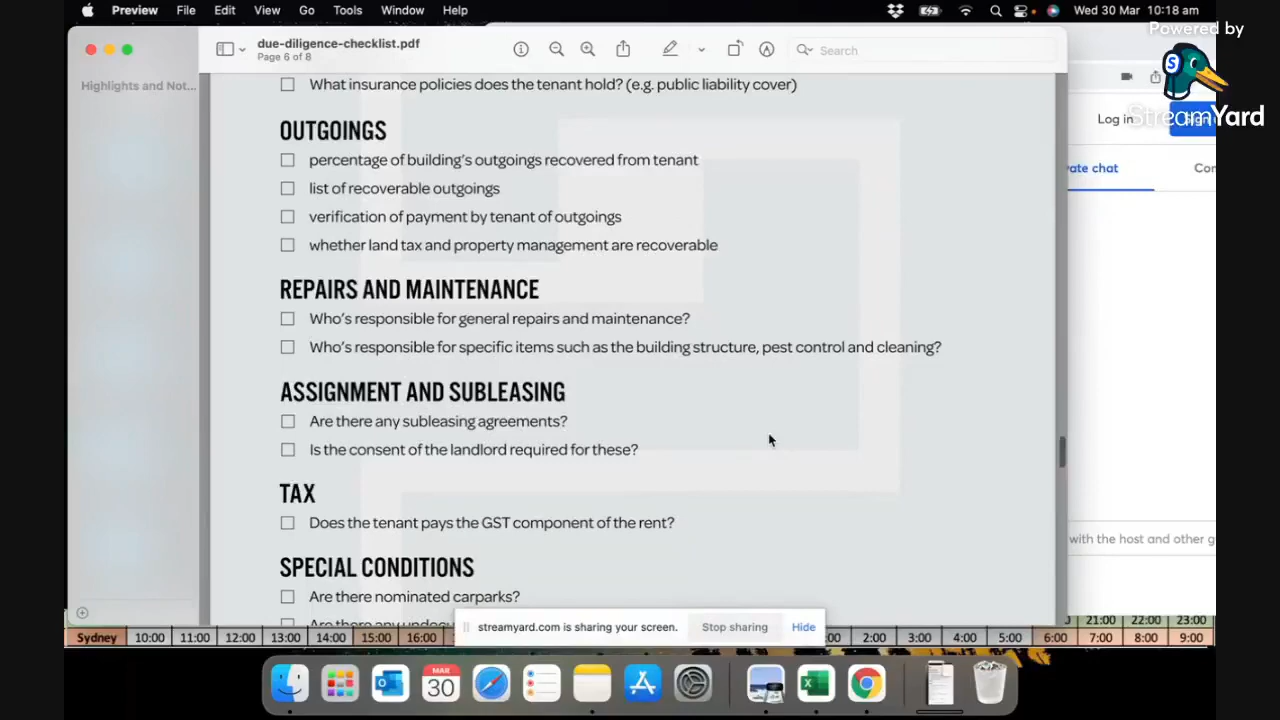 Preview File Edit View Go Tools Window Help Wed 30 Mar 10:18 am
Powered by
StreamYard
due-diligence-checklist.pdf
Page 6 of 8
Search
Highlights and Not...
Log in
vate chat
What insurance policies does the tenant hold? (e.g. public liability cover)
OUTGOINGS
percentage of building's outgoings recovered from tenant
list of recoverable outgoings
verification of payment by tenant of outgoings
whether land tax and property management are recoverable
REPAIRS AND MAINTENANCE
Who's responsible for general repairs and maintenance?
Who's responsible for specific items such as the building structure, pest control and cleaning?
ASSIGNMENT AND SUBLEASING
Are there any subleasing agreements?
Is the consent of the landlord required for these?
TAX
Does the tenant pays the GST component of the rent?
with the host and other g
SPECIAL CONDITIONS
Are there nominated carparks?
Are there any
streamyard.com is sharing your screen. Stop sharing Hide
21:00 22:00 23:00
Sydney 10:00 11:00 12:00 13:00 14:00 15:00 16:00 2:00 3:00 4:00 5:00 6:00 7:00 8:00 9:00
MAR
30